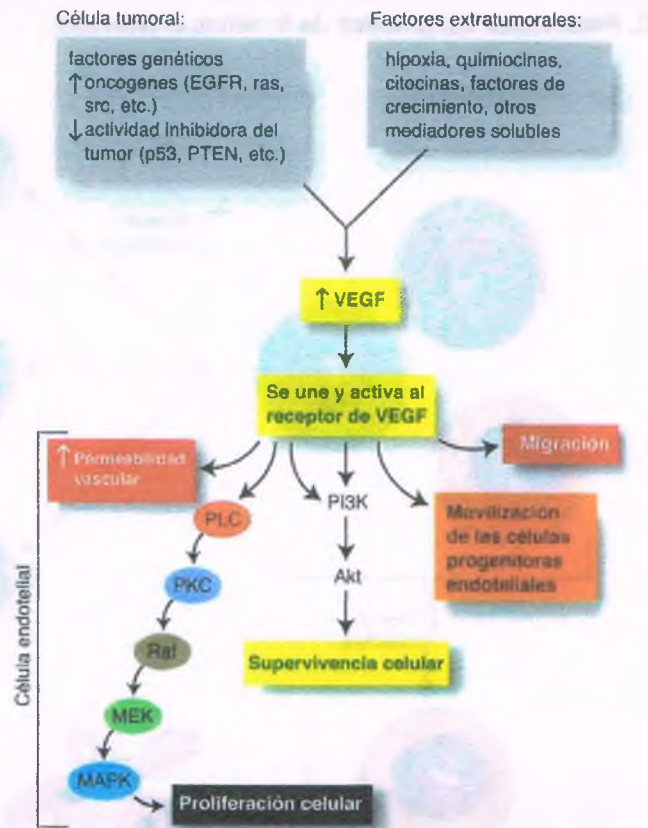 Célula tumoral:
factores genéticos
↑oncogenes (EGFR, ras,
src, etc.)
↓actividad inhibidora del
tumor (p53, PTEN, etc.)
Factores extratumorales:
hipoxia, quimiocinas,
citocinas, factores de
crecimiento, otros
mediadores solubles
↑ VEGF
Se une y activa al
receptor de VEGF
Célula endotelial
↑ Permeabilidad
vascular
PLC
PKC
Raf
MEK
MAPK
Proliferación celular
PI3K
Akt
Supervivencia celular
Migración
Movilización
de las células
progenitoras
endoteliales